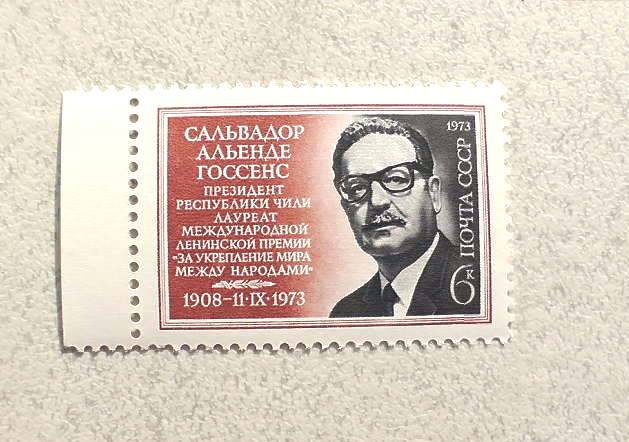 САЛЬВАДОР
АЛЬЕНДЕ
ГОССЕНС
ПРЕЗИДЕНТ
РЕСПУБЛИКИ ЧИЛИ
ЛАУРЕАТ
МЕЖДУНАРОДНОЙ
ЛЕНИНСКОЙ ПРЕМИИ
"ЗА УКРЕПЛЕНИЕ МИРА
МЕЖДУ НАРОДАМИ"
1908-11·IX·1973
1973
ПОЧТА СССР
6к